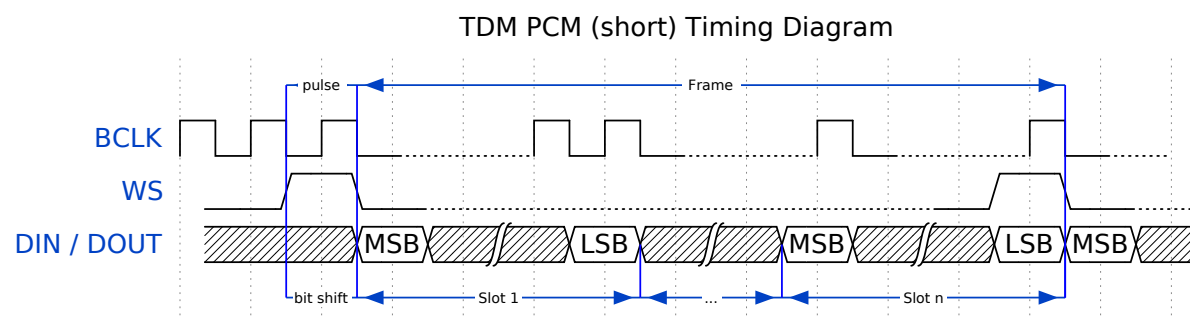 TDM PCM (short) Timing Diagram
pulse Frame
BCLK
WS
DIN / DOUT MSB LSB MSB LSB MSB
bit shift Slot 1 ... Slot n